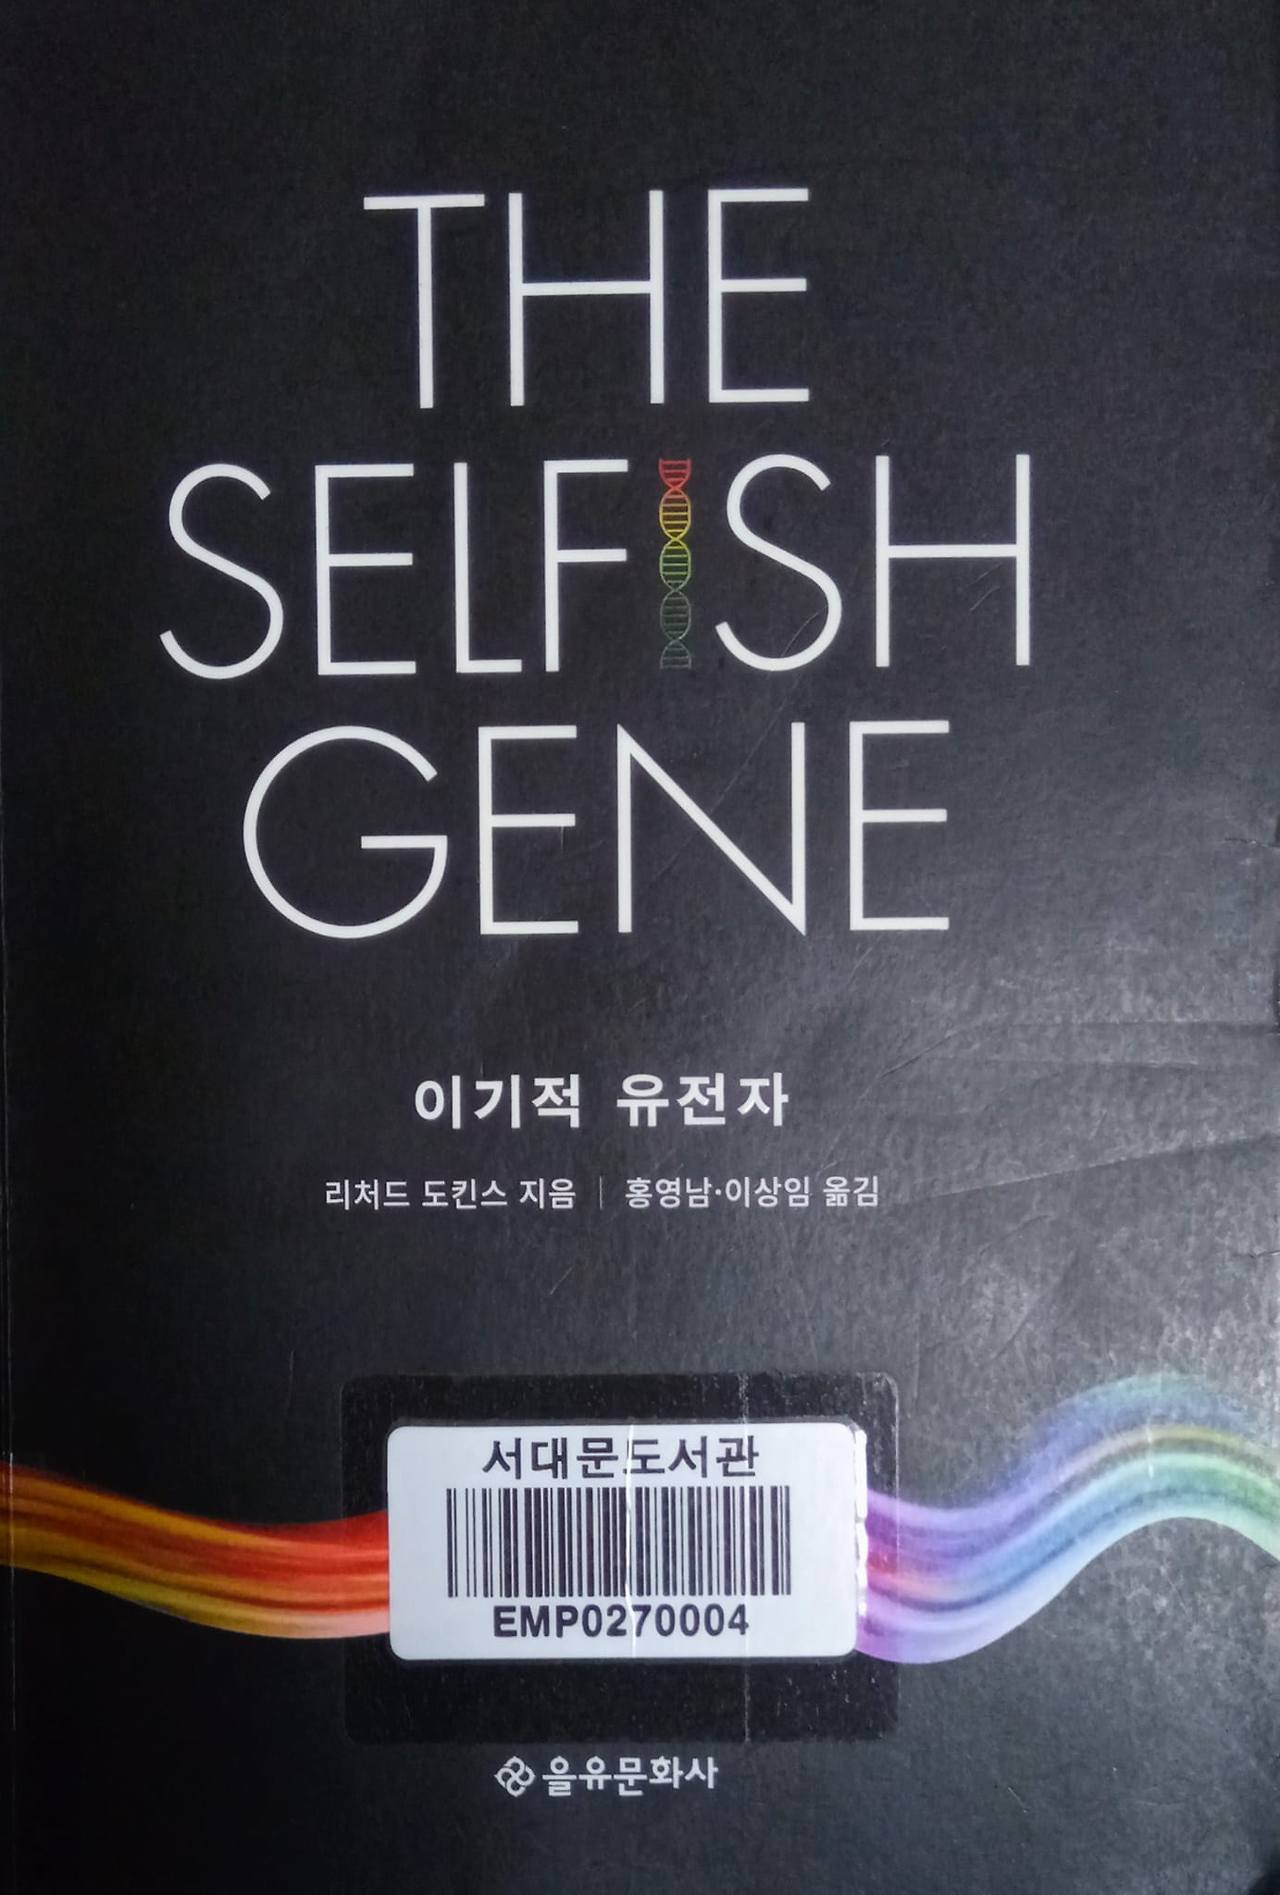 THE
SELFISH
GENE
이기적 유전자
리처드 도킨스 지음 | 홍영남·이상임 옮김
서대문도서관
EMP0270004
을유문화사